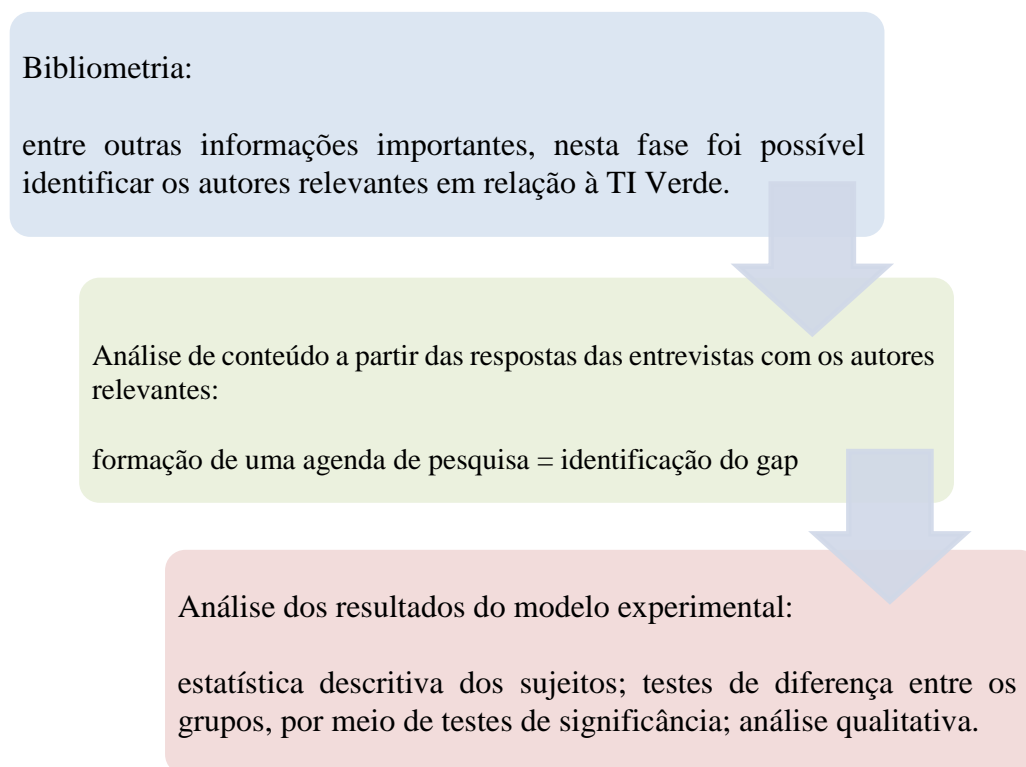 Bibliometria:
entre outras informações importantes, nesta fase foi possível
identificar os autores relevantes em relação à TI Verde.
Análise de conteúdo a partir das respostas das entrevistas com os autores
relevantes:
formação de uma agenda de pesquisa = identificação do gap
Análise dos resultados do modelo experimental:
estatística descritiva dos sujeitos; testes de diferença entre os
grupos, por meio de testes de significância; análise qualitativa.